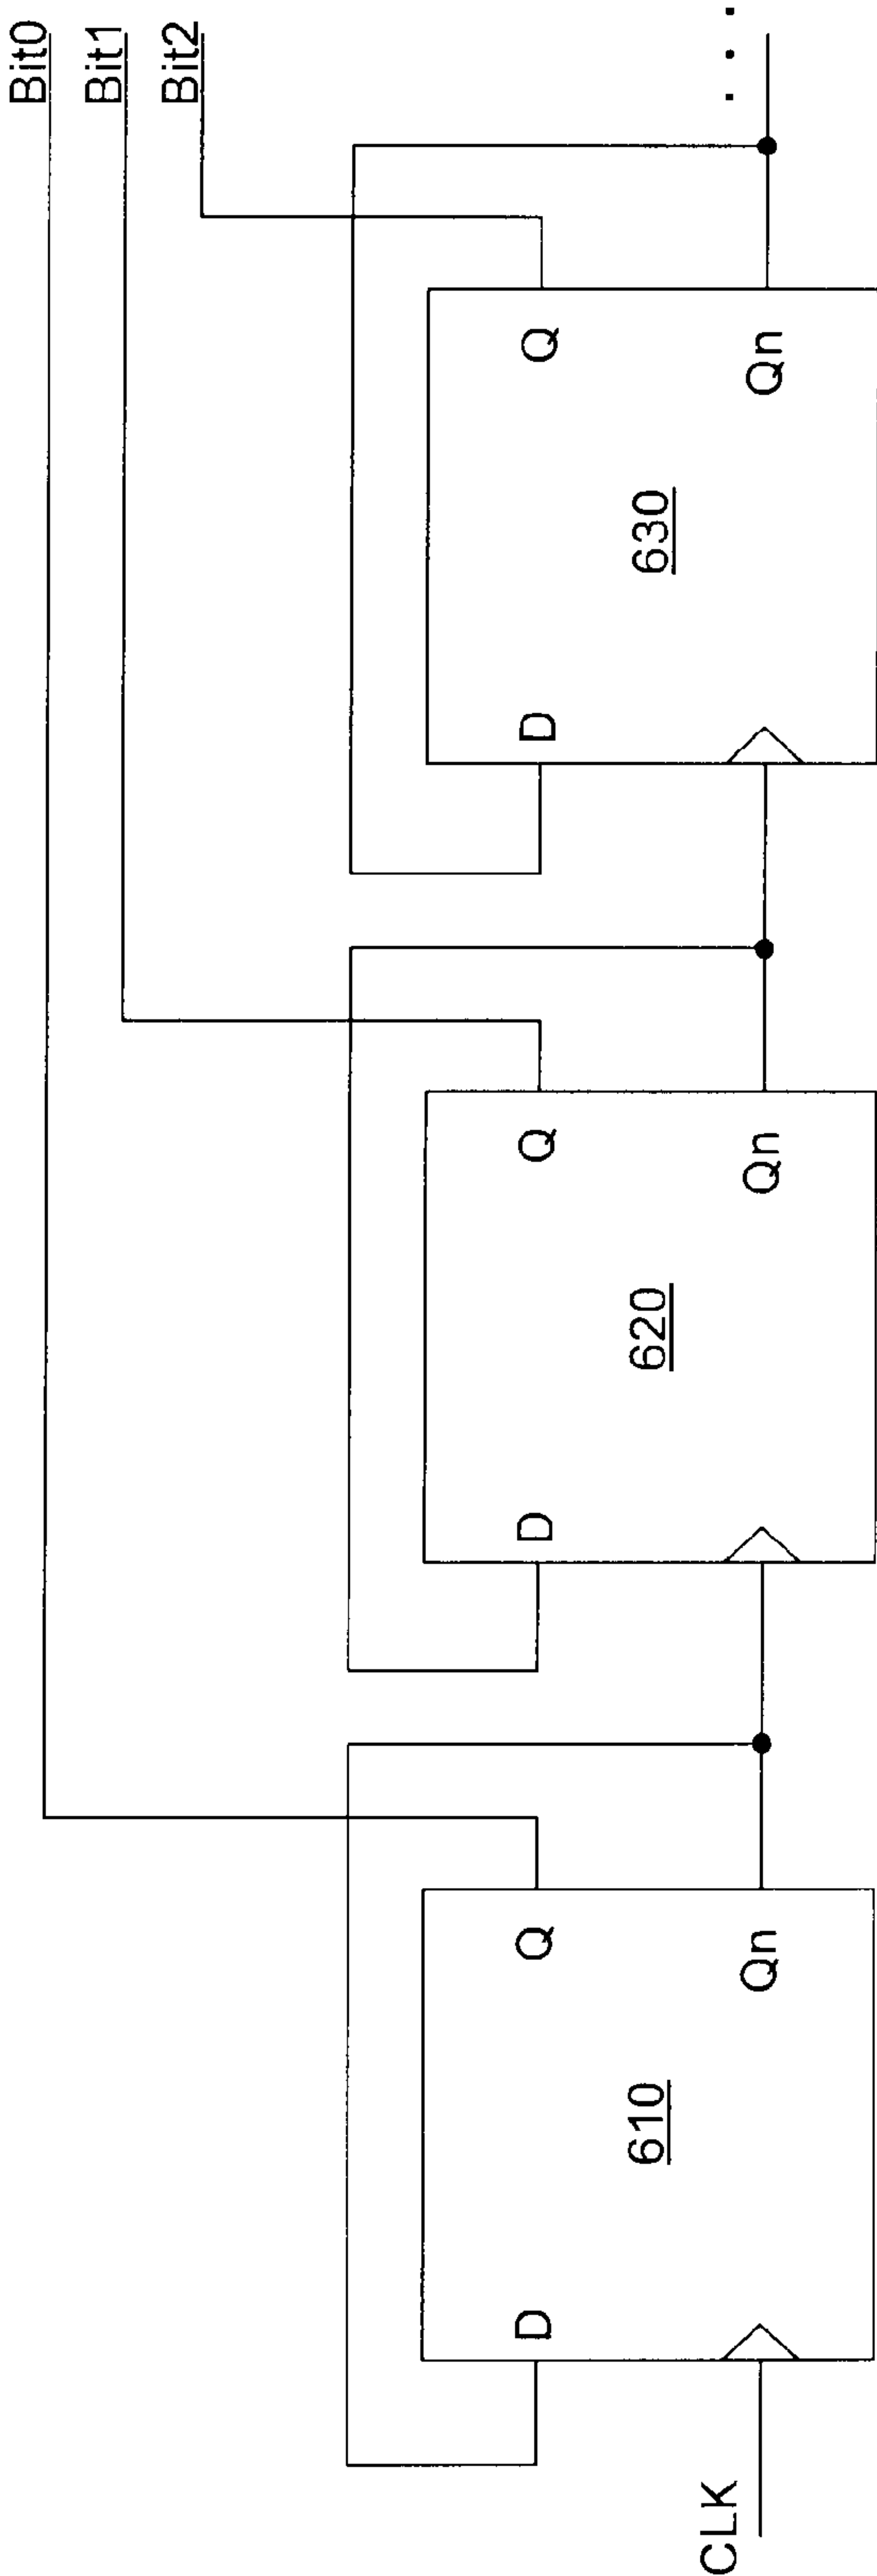 Bit0
Bit1
Bit2
D
Q
610
Qn
D
Q
620
Qn
D
Q
630
Qn
CLK
. . .